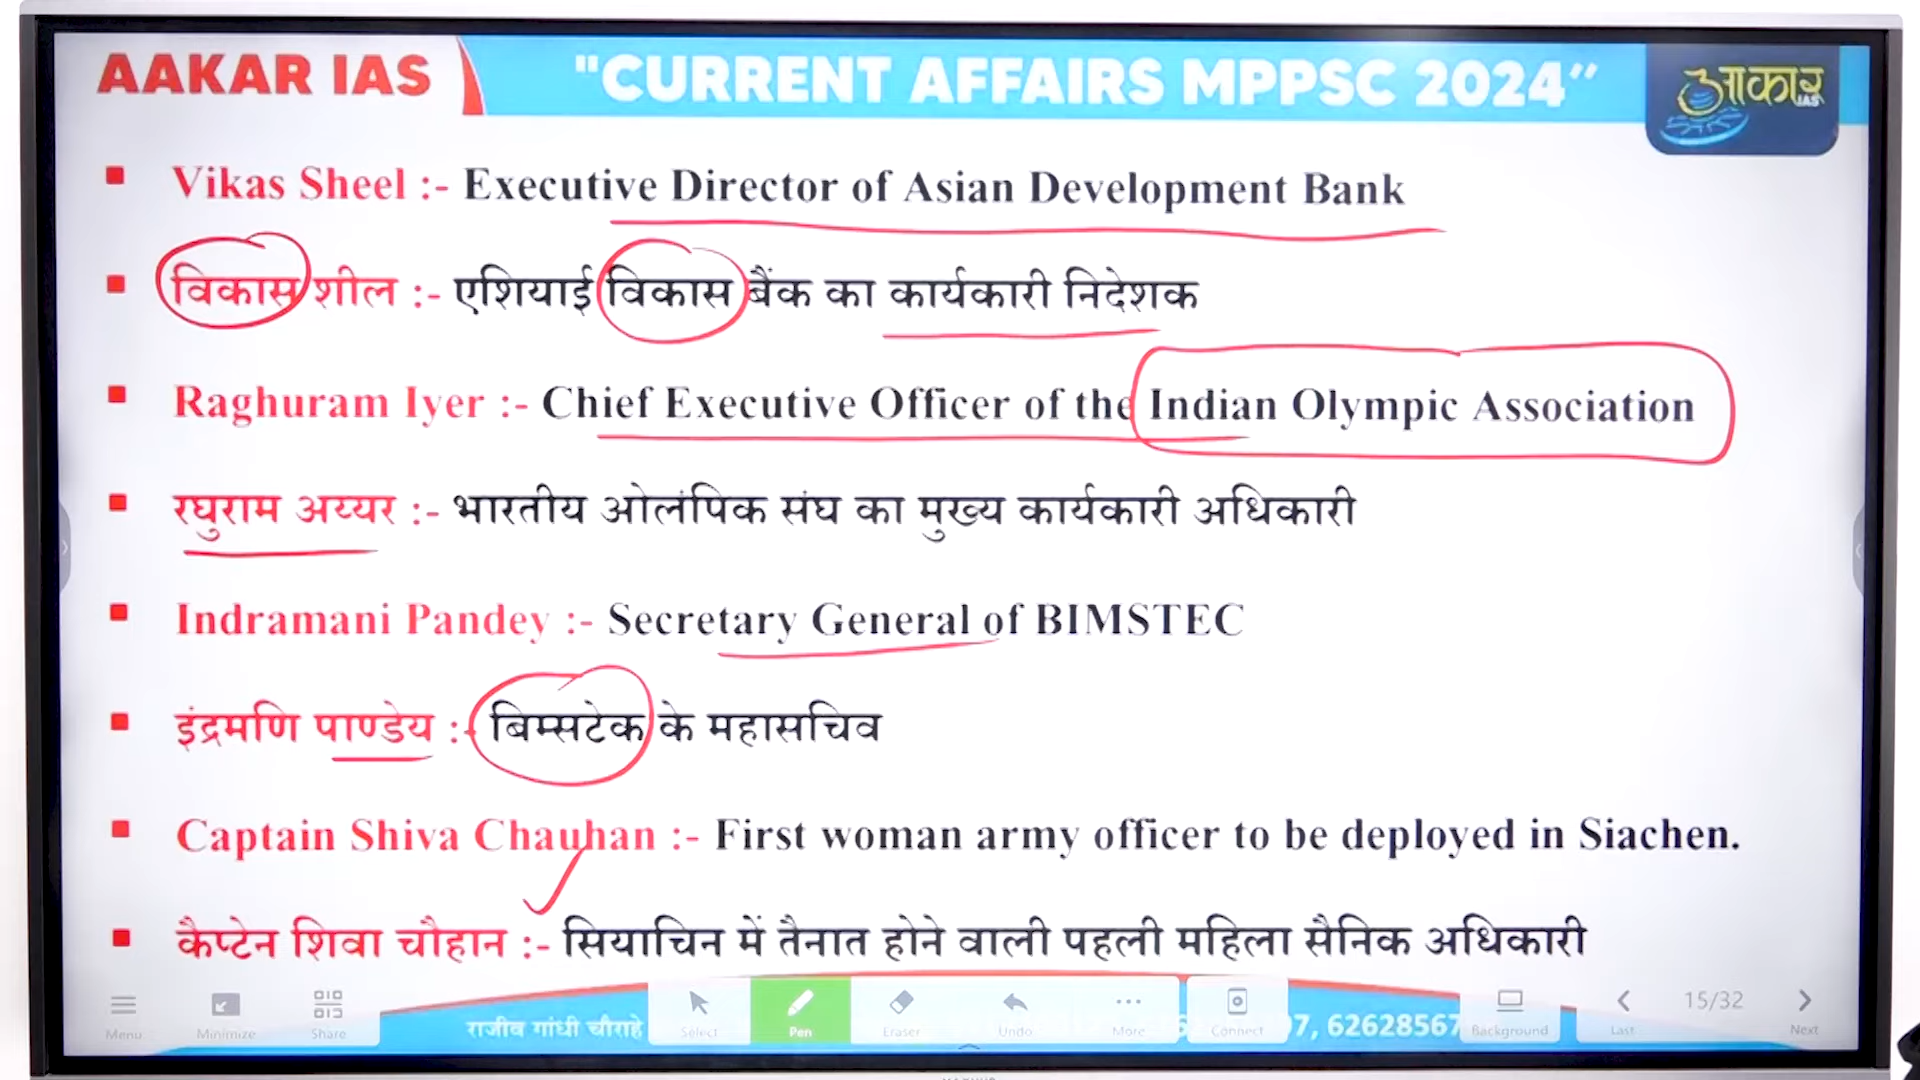 AAKAR IAS
"CURRENT AFFAIRS MPPSC 2024”
आकार
IAS
▪ Vikas Sheel :- Executive Director of Asian Development Bank
▪ विकास शील :- एशियाई विकास बैंक का कार्यकारी निदेशक
▪ Raghuram Iyer :- Chief Executive Officer of the Indian Olympic Association
▪ रघुराम अय्यर :- भारतीय ओलंपिक संघ का मुख्य कार्यकारी अधिकारी
▪ Indramani Pandey :- Secretary General of BIMSTEC
▪ इंद्रमणि पाण्डेय :- बिम्सटेक के महासचिव
▪ Captain Shiva Chauhan :- First woman army officer to be deployed in Siachen.
▪ कैप्टेन शिवा चौहान :- सियाचिन में तैनात होने वाली पहली महिला सैनिक अधिकारी
Menu Minimize Share राजीव गांधी चौराहे Select Pen Eraser Undo More Connect 97, 62628567 Background Last 15/32 Next